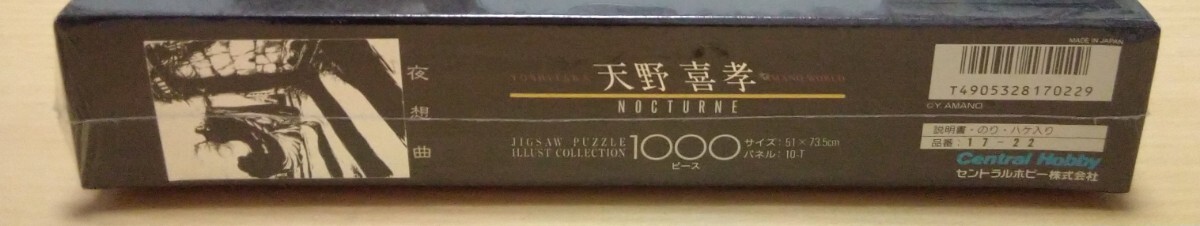 夜想曲
YOSHITAKA AMANO WORLD
天野 喜孝
NOCTURNE
JIGSAW PUZZLE
ILLUST COLLECTION
1000
ピース
サイズ：51×73.5cm
パネル：10-T
MADE IN JAPAN
T4905328170229
©Y. AMANO
説明書・のり・ハケ入り
品番：17-22
Central Hobby
セントラルホビー株式会社